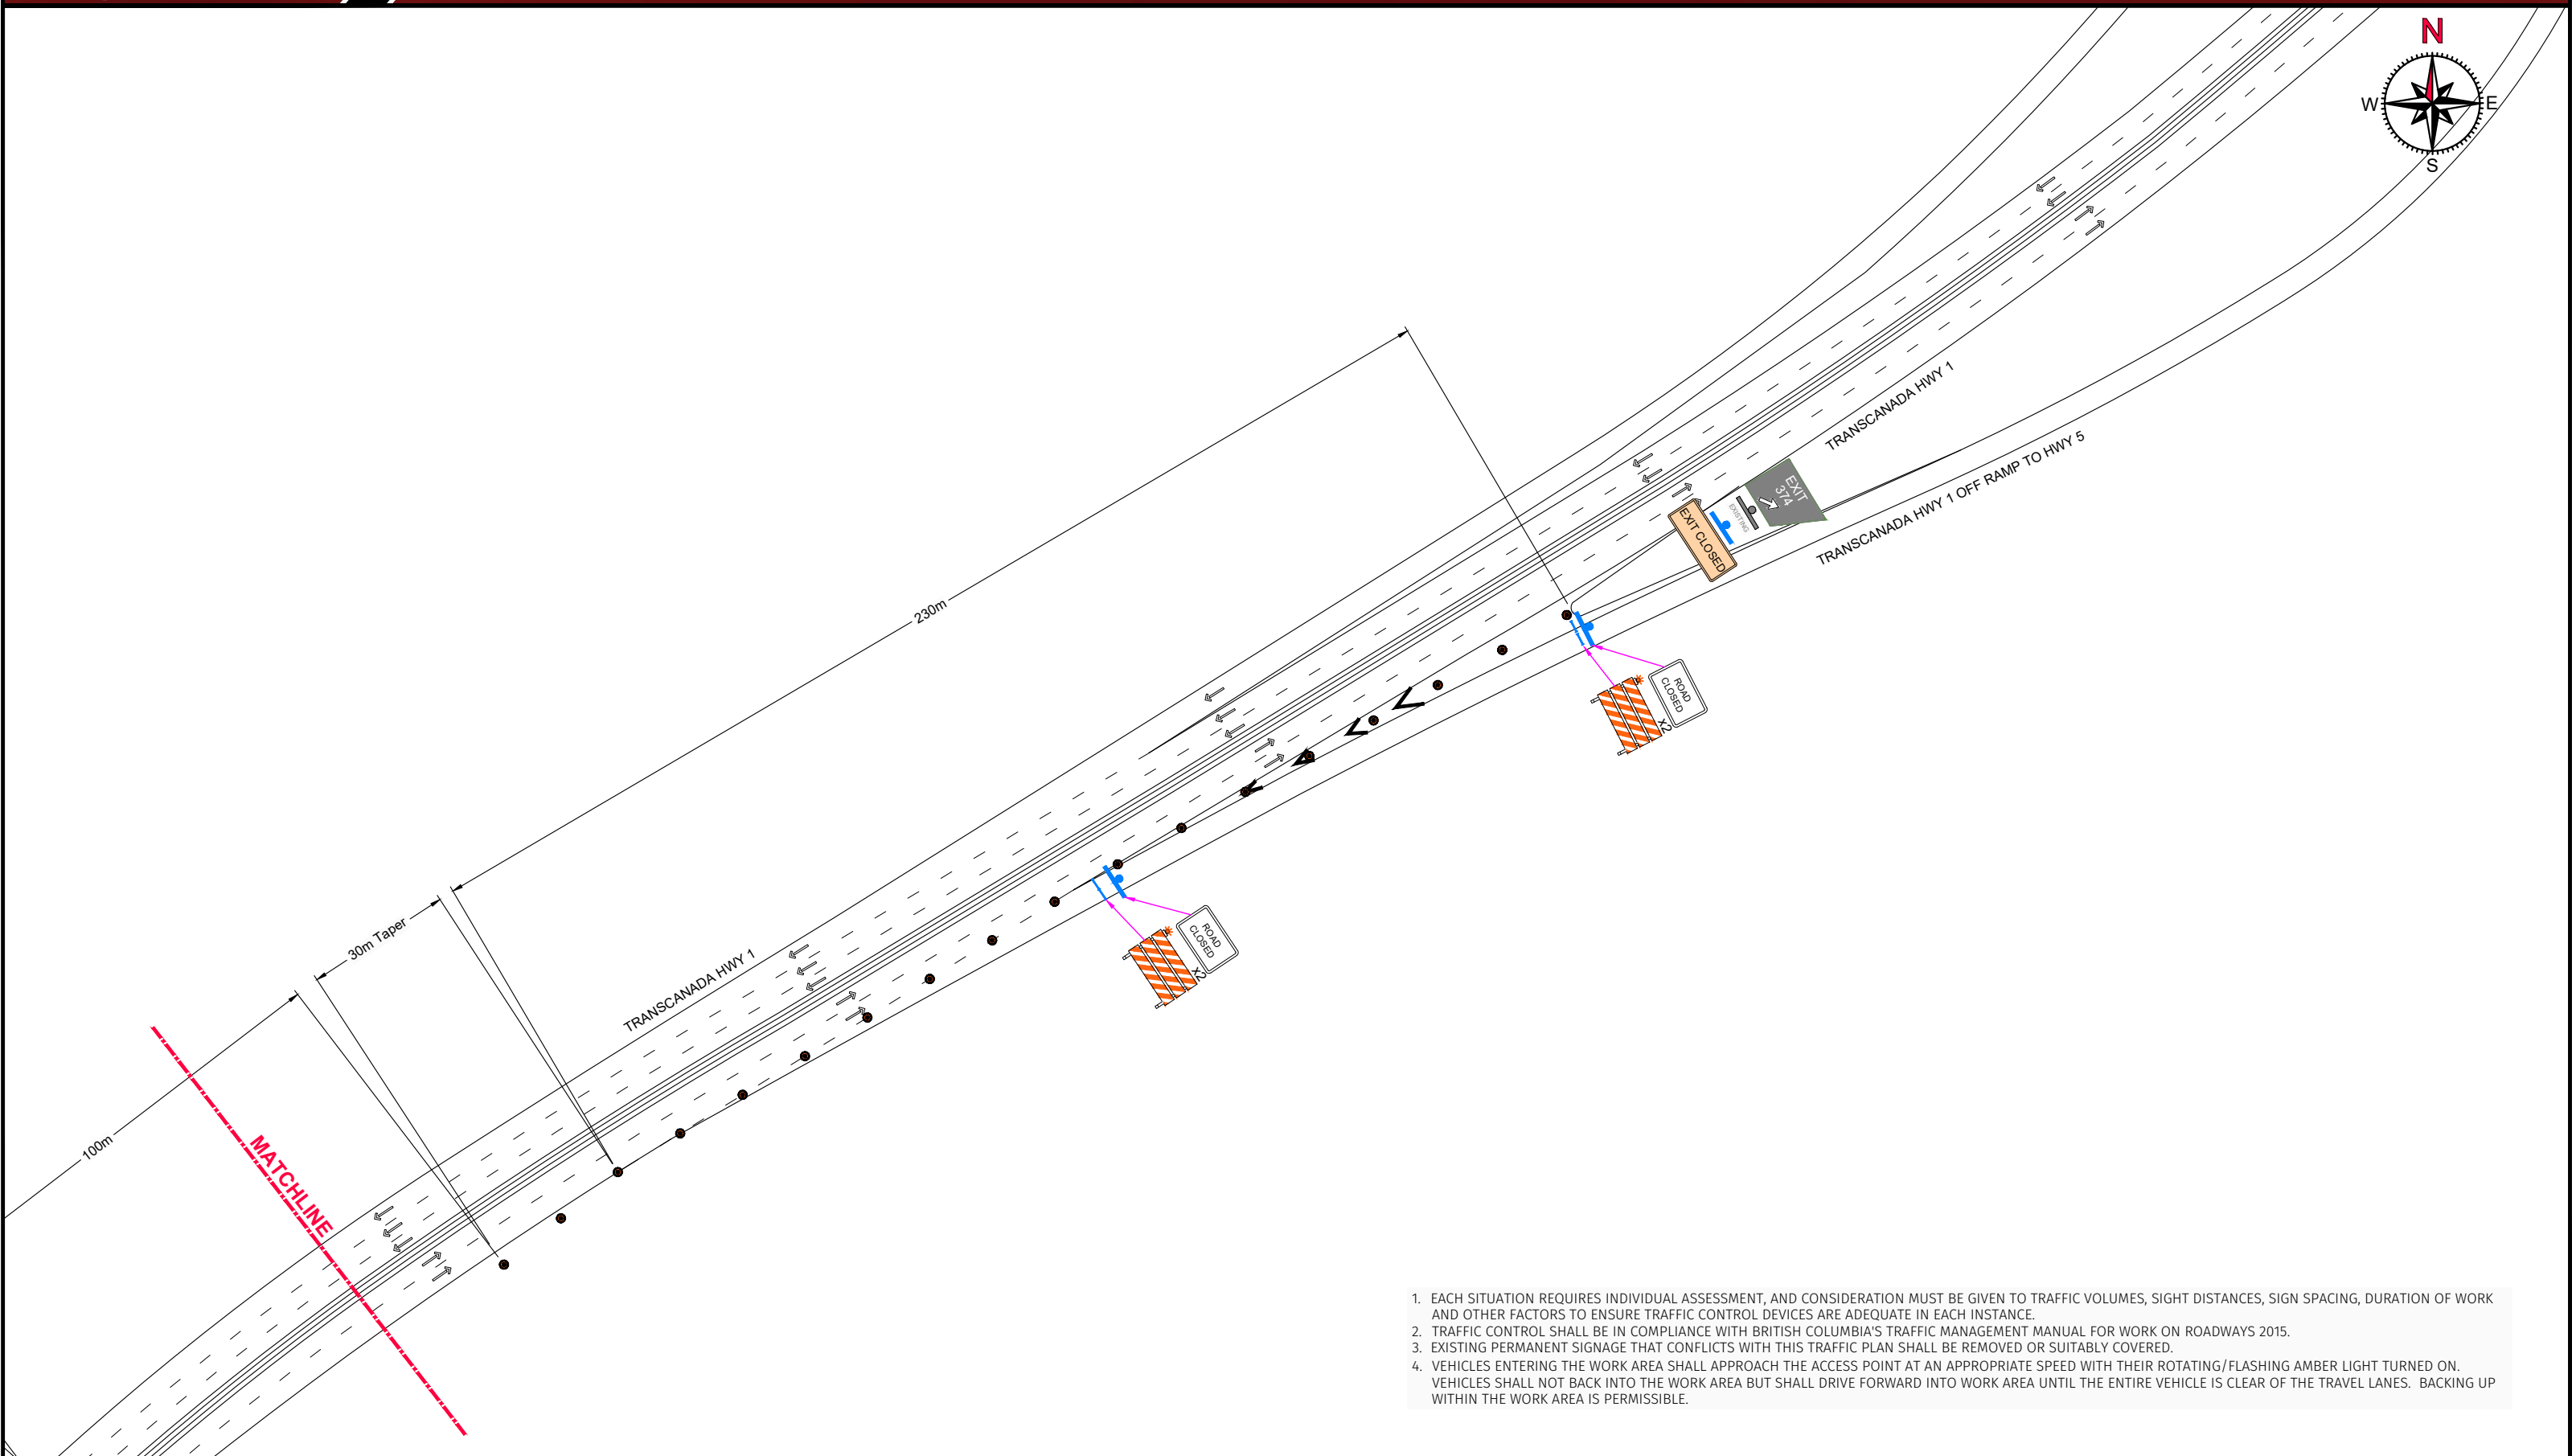 N
W
E
S
TRANSCANADA HWY 1
TRANSCANADA HWY 1 OFF RAMP TO HWY 5
EXIT
374
EXISTING
EXIT CLOSED
230m
ROAD
CLOSED
x2
ROAD
CLOSED
x2
30m Taper
TRANSCANADA HWY 1
100m
MATCHLINE
1. EACH SITUATION REQUIRES INDIVIDUAL ASSESSMENT, AND CONSIDERATION MUST BE GIVEN TO TRAFFIC VOLUMES, SIGHT DISTANCES, SIGN SPACING, DURATION OF WORK
AND OTHER FACTORS TO ENSURE TRAFFIC CONTROL DEVICES ARE ADEQUATE IN EACH INSTANCE.
2. TRAFFIC CONTROL SHALL BE IN COMPLIANCE WITH BRITISH COLUMBIA'S TRAFFIC MANAGEMENT MANUAL FOR WORK ON ROADWAYS 2015.
3. EXISTING PERMANENT SIGNAGE THAT CONFLICTS WITH THIS TRAFFIC PLAN SHALL BE REMOVED OR SUITABLY COVERED.
4. VEHICLES ENTERING THE WORK AREA SHALL APPROACH THE ACCESS POINT AT AN APPROPRIATE SPEED WITH THEIR ROTATING/FLASHING AMBER LIGHT TURNED ON.
VEHICLES SHALL NOT BACK INTO THE WORK AREA BUT SHALL DRIVE FORWARD INTO WORK AREA UNTIL THE ENTIRE VEHICLE IS CLEAR OF THE TRAVEL LANES. BACKING UP
WITHIN THE WORK AREA IS PERMISSIBLE.